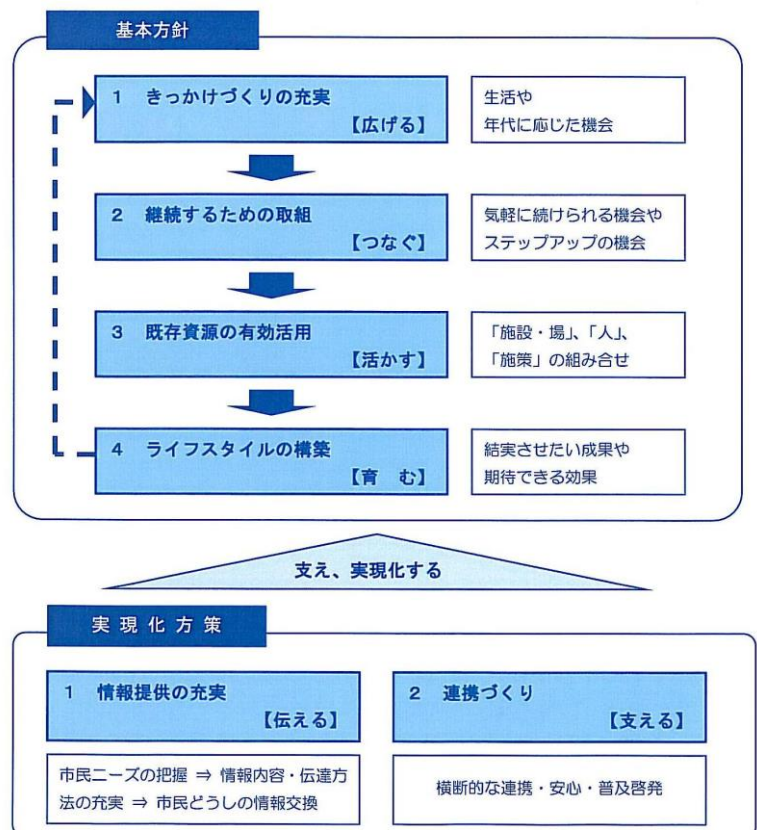 基本方針
1 きっかけづくりの充実
【広げる】
生活や
年代に応じた機会
2 継続するための取組
【つなぐ】
気軽に続けられる機会や
ステップアップの機会
3 既存資源の有効活用
【活かす】
「施設・場」、「人」、
「施策」の組み合せ
4 ライフスタイルの構築
【育 む】
結実させたい成果や
期待できる効果
支え、実現化する
実現化方策
1 情報提供の充実
【伝える】
市民ニーズの把握 ⇒ 情報内容・伝達方
法の充実 ⇒ 市民どうしの情報交換
2 連携づくり
【支える】
横断的な連携・安心・普及啓発